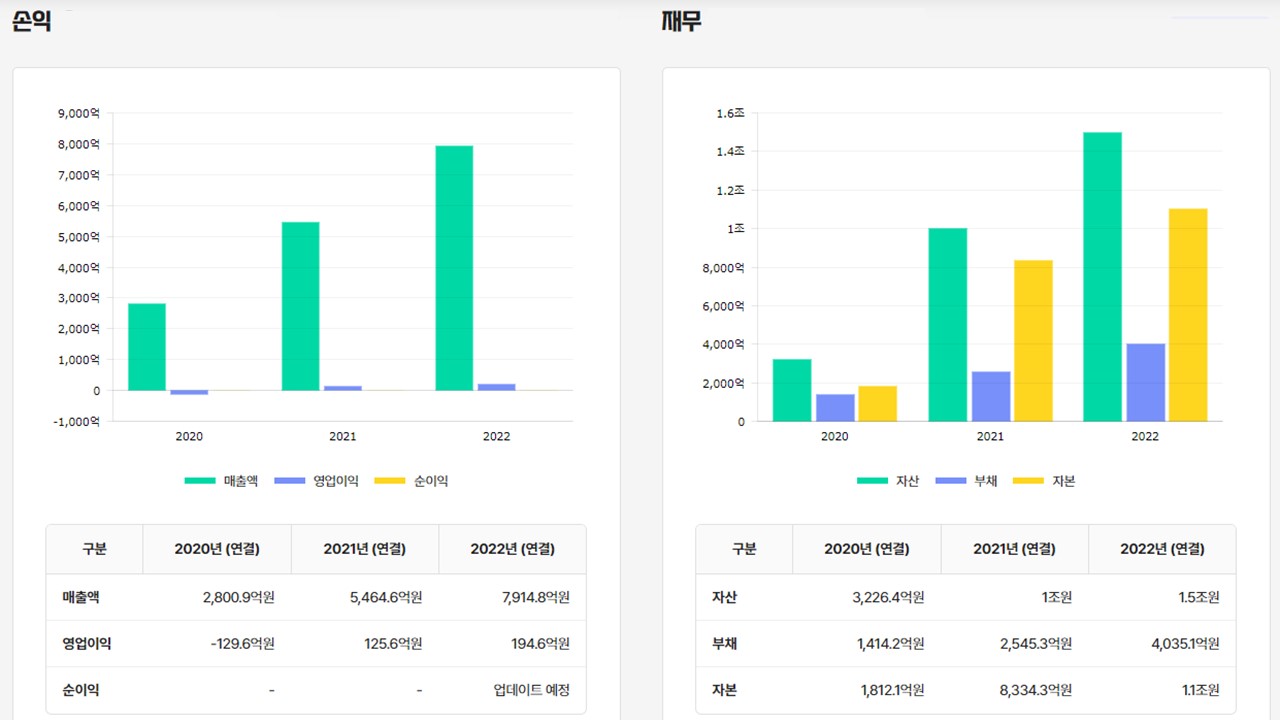 손익
9,000억
8,000억
7,000억
6,000억
5,000억
4,000억
3,000억
2,000억
1,000억
0
-1,000억
2020 2021 2022
매출액 영업이익 순이익
구분 2020년 (연결) 2021년 (연결) 2022년 (연결)
매출액 2,800.9억원 5,464.6억원 7,914.8억원
영업이익 -129.6억원 125.6억원 194.6억원
순이익 - - 업데이트 예정
재무
1.6조
1.4조
1.2조
1조
8,000억
6,000억
4,000억
2,000억
0
2020 2021 2022
자산 부채 자본
구분 2020년 (연결) 2021년 (연결) 2022년 (연결)
자산 3,226.4억원 1조원 1.5조원
부채 1,414.2억원 2,545.3억원 4,035.1억원
자본 1,812.1억원 8,334.3억원 1.1조원